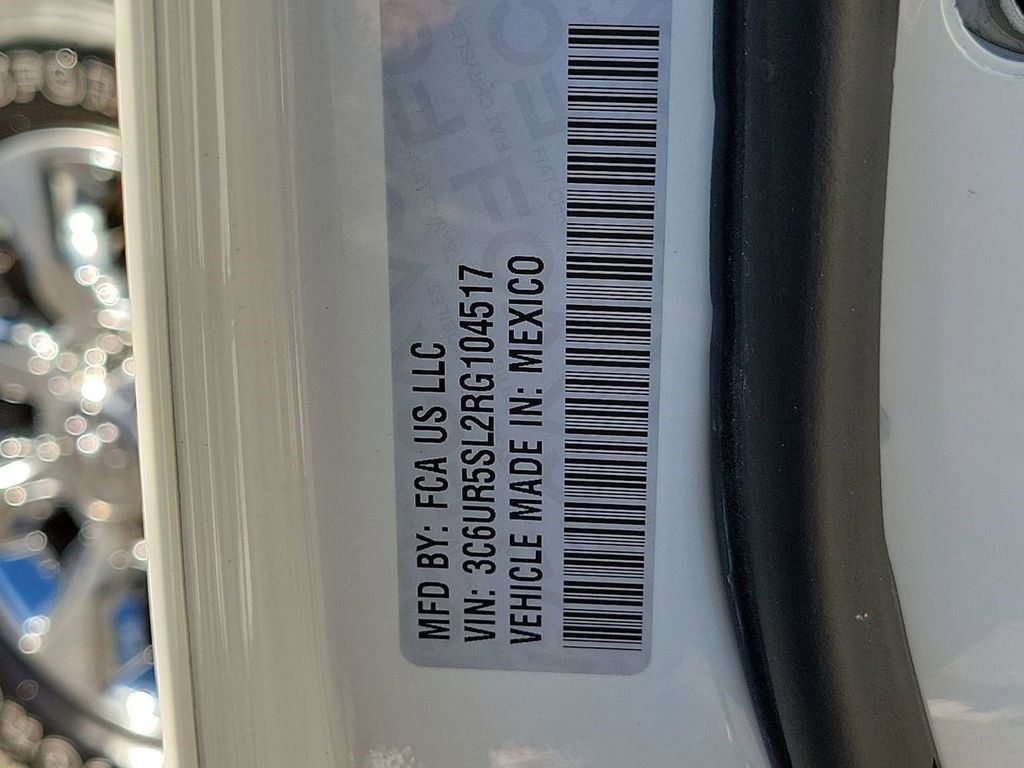 MFD BY: FCA US LLC
VIN: 3C6UR5SL2RG104517
VEHICLE MADE IN: MEXICO